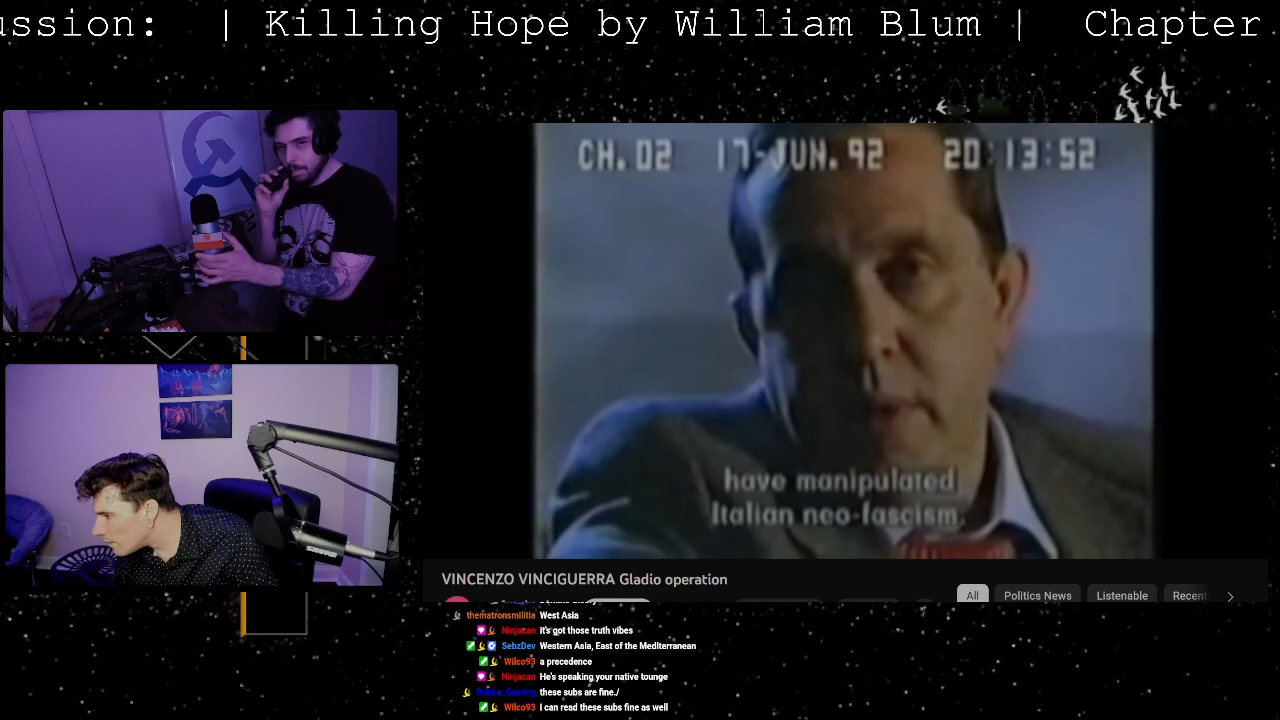 ussion:  | Killing Hope by William Blum |  Chapter
CH. 02 17-JUN. 92 20:13:52
have manipulated
Italian neo-fascism.
VINCENZO VINCIGUERRA Gladio operation
All Politics News Listenable Recent
thematronsmilitia West Asia
Ninjacan it's got those truth vibes
SebzDev Western Asia, East of the Mediterranean
Wilco93 a precedence
Ninjacan He's speaking your native tounge
these subs are fine./
Wilco93 I can read these subs fine as well